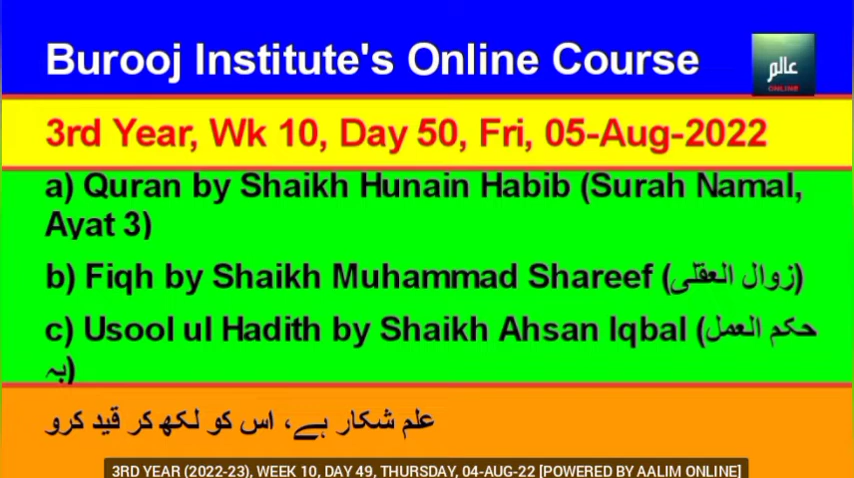 Burooj Institute's Online Course
عالم
ONLINE
3rd Year, Wk 10, Day 50, Fri, 05-Aug-2022
a) Quran by Shaikh Hunain Habib (Surah Namal,
Ayat 3)
b) Fiqh by Shaikh Muhammad Shareef (زوال العقلی)
c) Usool ul Hadith by Shaikh Ahsan Iqbal (حکم العمل
بہ)
علم شکار ہے، اس کو لکھ کر قید کرو
3RD YEAR (2022-23), WEEK 10, DAY 49, THURSDAY, 04-AUG-22 [POWERED BY AALIM ONLINE]